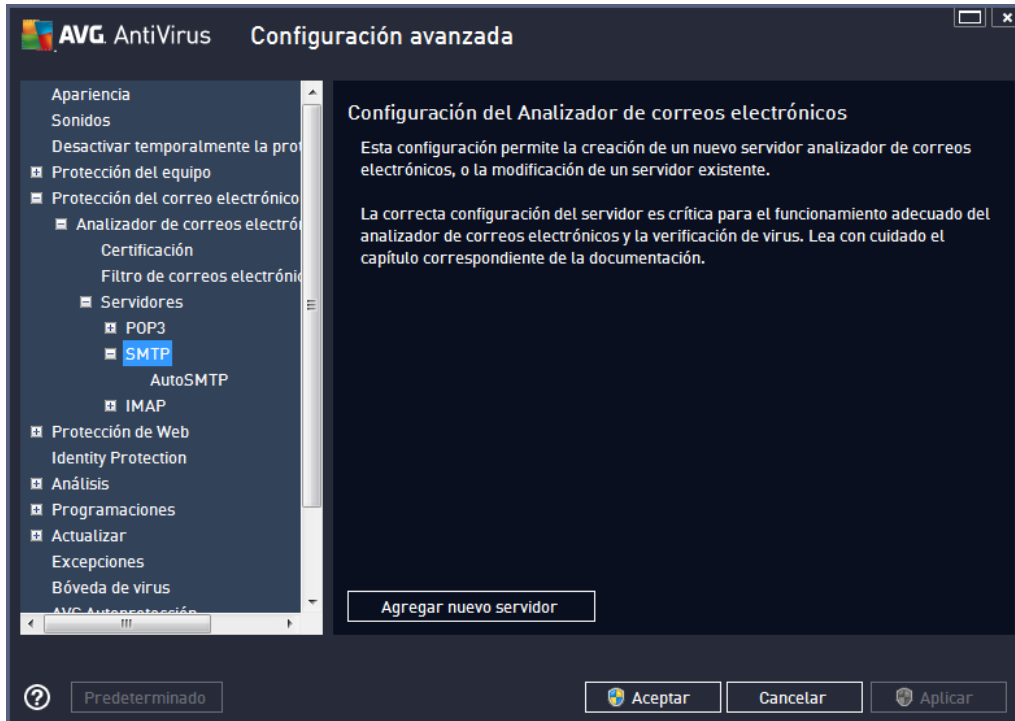 AVG. AntiVirus Configuración avanzada
Apariencia
Sonidos
Desactivar temporalmente la pro
Protección del equipo
Protección del correo electrónico
Analizador de correos electró
Certificación
Filtro de correos electrónic
Servidores
POP3
SMTP
AutoSMTP
IMAP
Protección de Web
Identity Protection
Análisis
Programaciones
Actualizar
Excepciones
Bóveda de virus
AVG Autoprotección
Configuración del Analizador de correos electrónicos
Esta configuración permite la creación de un nuevo servidor analizador de correos
electrónicos, o la modificación de un servidor existente.
La correcta configuración del servidor es crítica para el funcionamiento adecuado del
analizador de correos electrónicos y la verificación de virus. Lea con cuidado el
capítulo correspondiente de la documentación.
Agregar nuevo servidor
Predeterminado
Aceptar
Cancelar
Aplicar